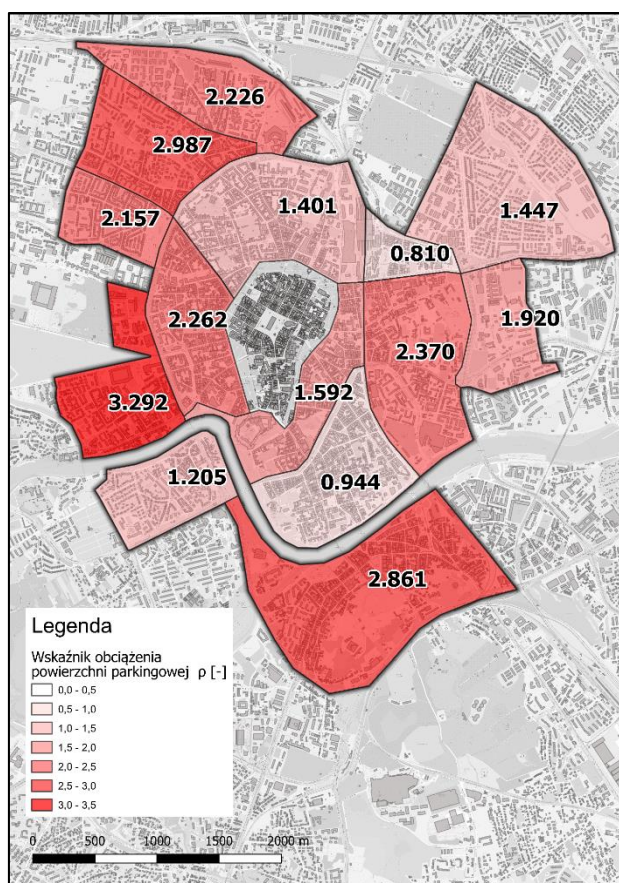 2.226
2.987
2.157
1.401
1.447
0.810
2.262
1.920
2.370
1.592
3.292
1.205
0.944
2.861
Legenda
Wskaźnik obciążenia
powierzchni parkingowej ρ [-]
0,0 - 0,5
0,5 - 1,0
1,0 - 1,5
1,5 - 2,0
2,0 - 2,5
2,5 - 3,0
3,0 - 3,5
0 500 1000 1500 2000 m